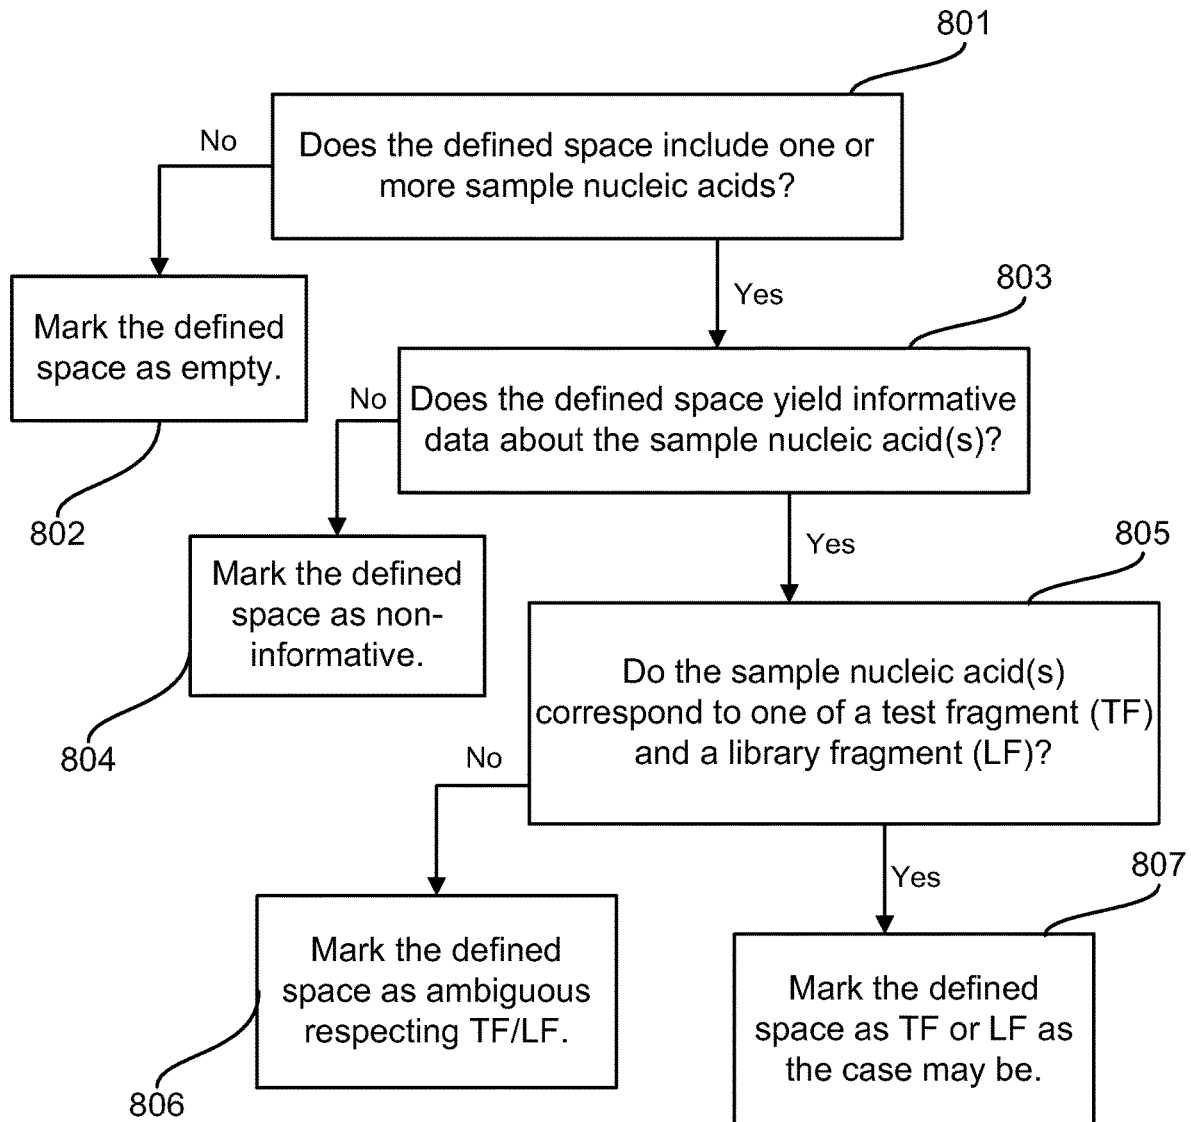 801
No
Does the defined space include one or
more sample nucleic acids?
Yes
803
Mark the defined
space as empty.
No
Does the defined space yield informative
data about the sample nucleic acid(s)?
802
Yes
805
Mark the defined
space as non-
informative.
Do the sample nucleic acid(s)
correspond to one of a test fragment (TF)
and a library fragment (LF)?
804
No
Yes
807
Mark the defined
space as ambiguous
respecting TF/LF.
Mark the defined
space as TF or LF as
the case may be.
806